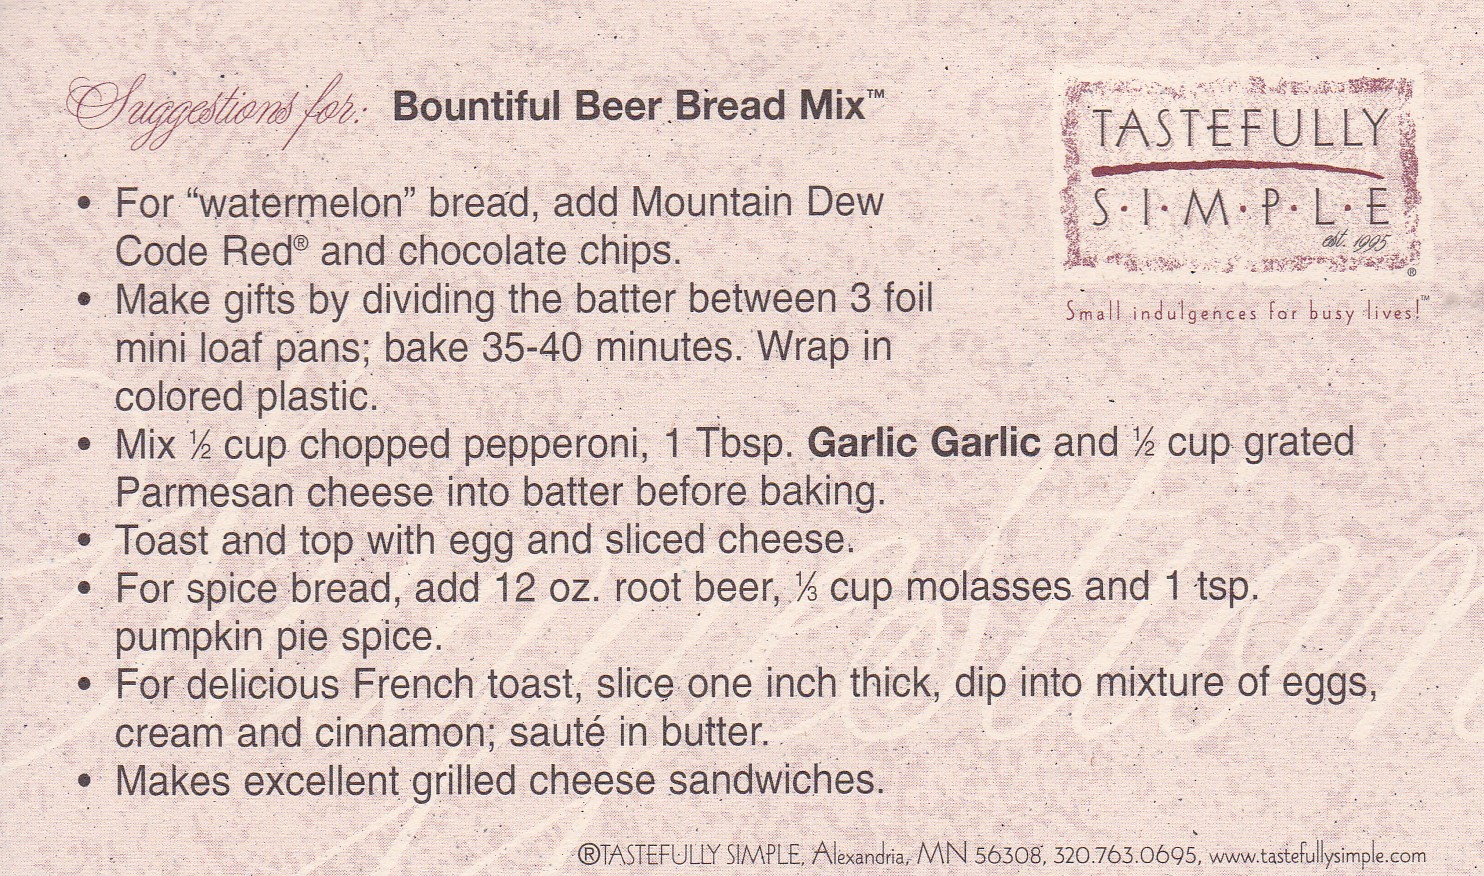 Suggestions for: Bountiful Beer Bread Mix™
TASTEFULLY
S·I·M·P·L·E
est. 1995
®
Small indulgences for busy lives!™
• For “watermelon” bread, add Mountain Dew
Code Red® and chocolate chips.
• Make gifts by dividing the batter between 3 foil
mini loaf pans; bake 35-40 minutes. Wrap in
colored plastic.
• Mix ½ cup chopped pepperoni, 1 Tbsp. Garlic Garlic and ½ cup grated
Parmesan cheese into batter before baking.
• Toast and top with egg and sliced cheese.
• For spice bread, add 12 oz. root beer, ⅓ cup molasses and 1 tsp.
pumpkin pie spice.
• For delicious French toast, slice one inch thick, dip into mixture of eggs,
cream and cinnamon; sauté in butter.
• Makes excellent grilled cheese sandwiches.
®TASTEFULLY SIMPLE, Alexandria, MN 56308, 320.763.0695, www.tastefullysimple.com